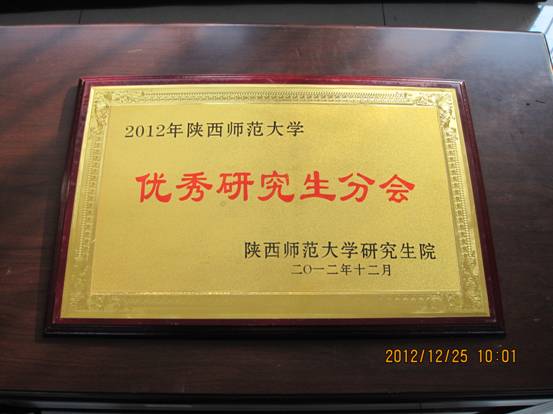 2012年陕西师范大学
优秀研究生分会
陕西师范大学研究生院
二〇一二年十二月
2012/12/25 10:01